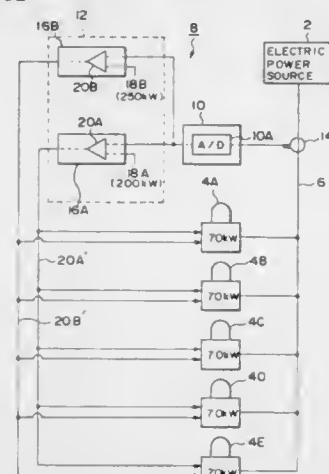 12
16B
8
2
ELECTRIC
POWER
SOURCE
20B
18B
(250kW)
10
20A
A/D
10A
14
18A
(200kW)
16A
6
4A
70kW
4B
20A'
70kW
20B'
4C
70kW
4D
70kW
4E
70kW